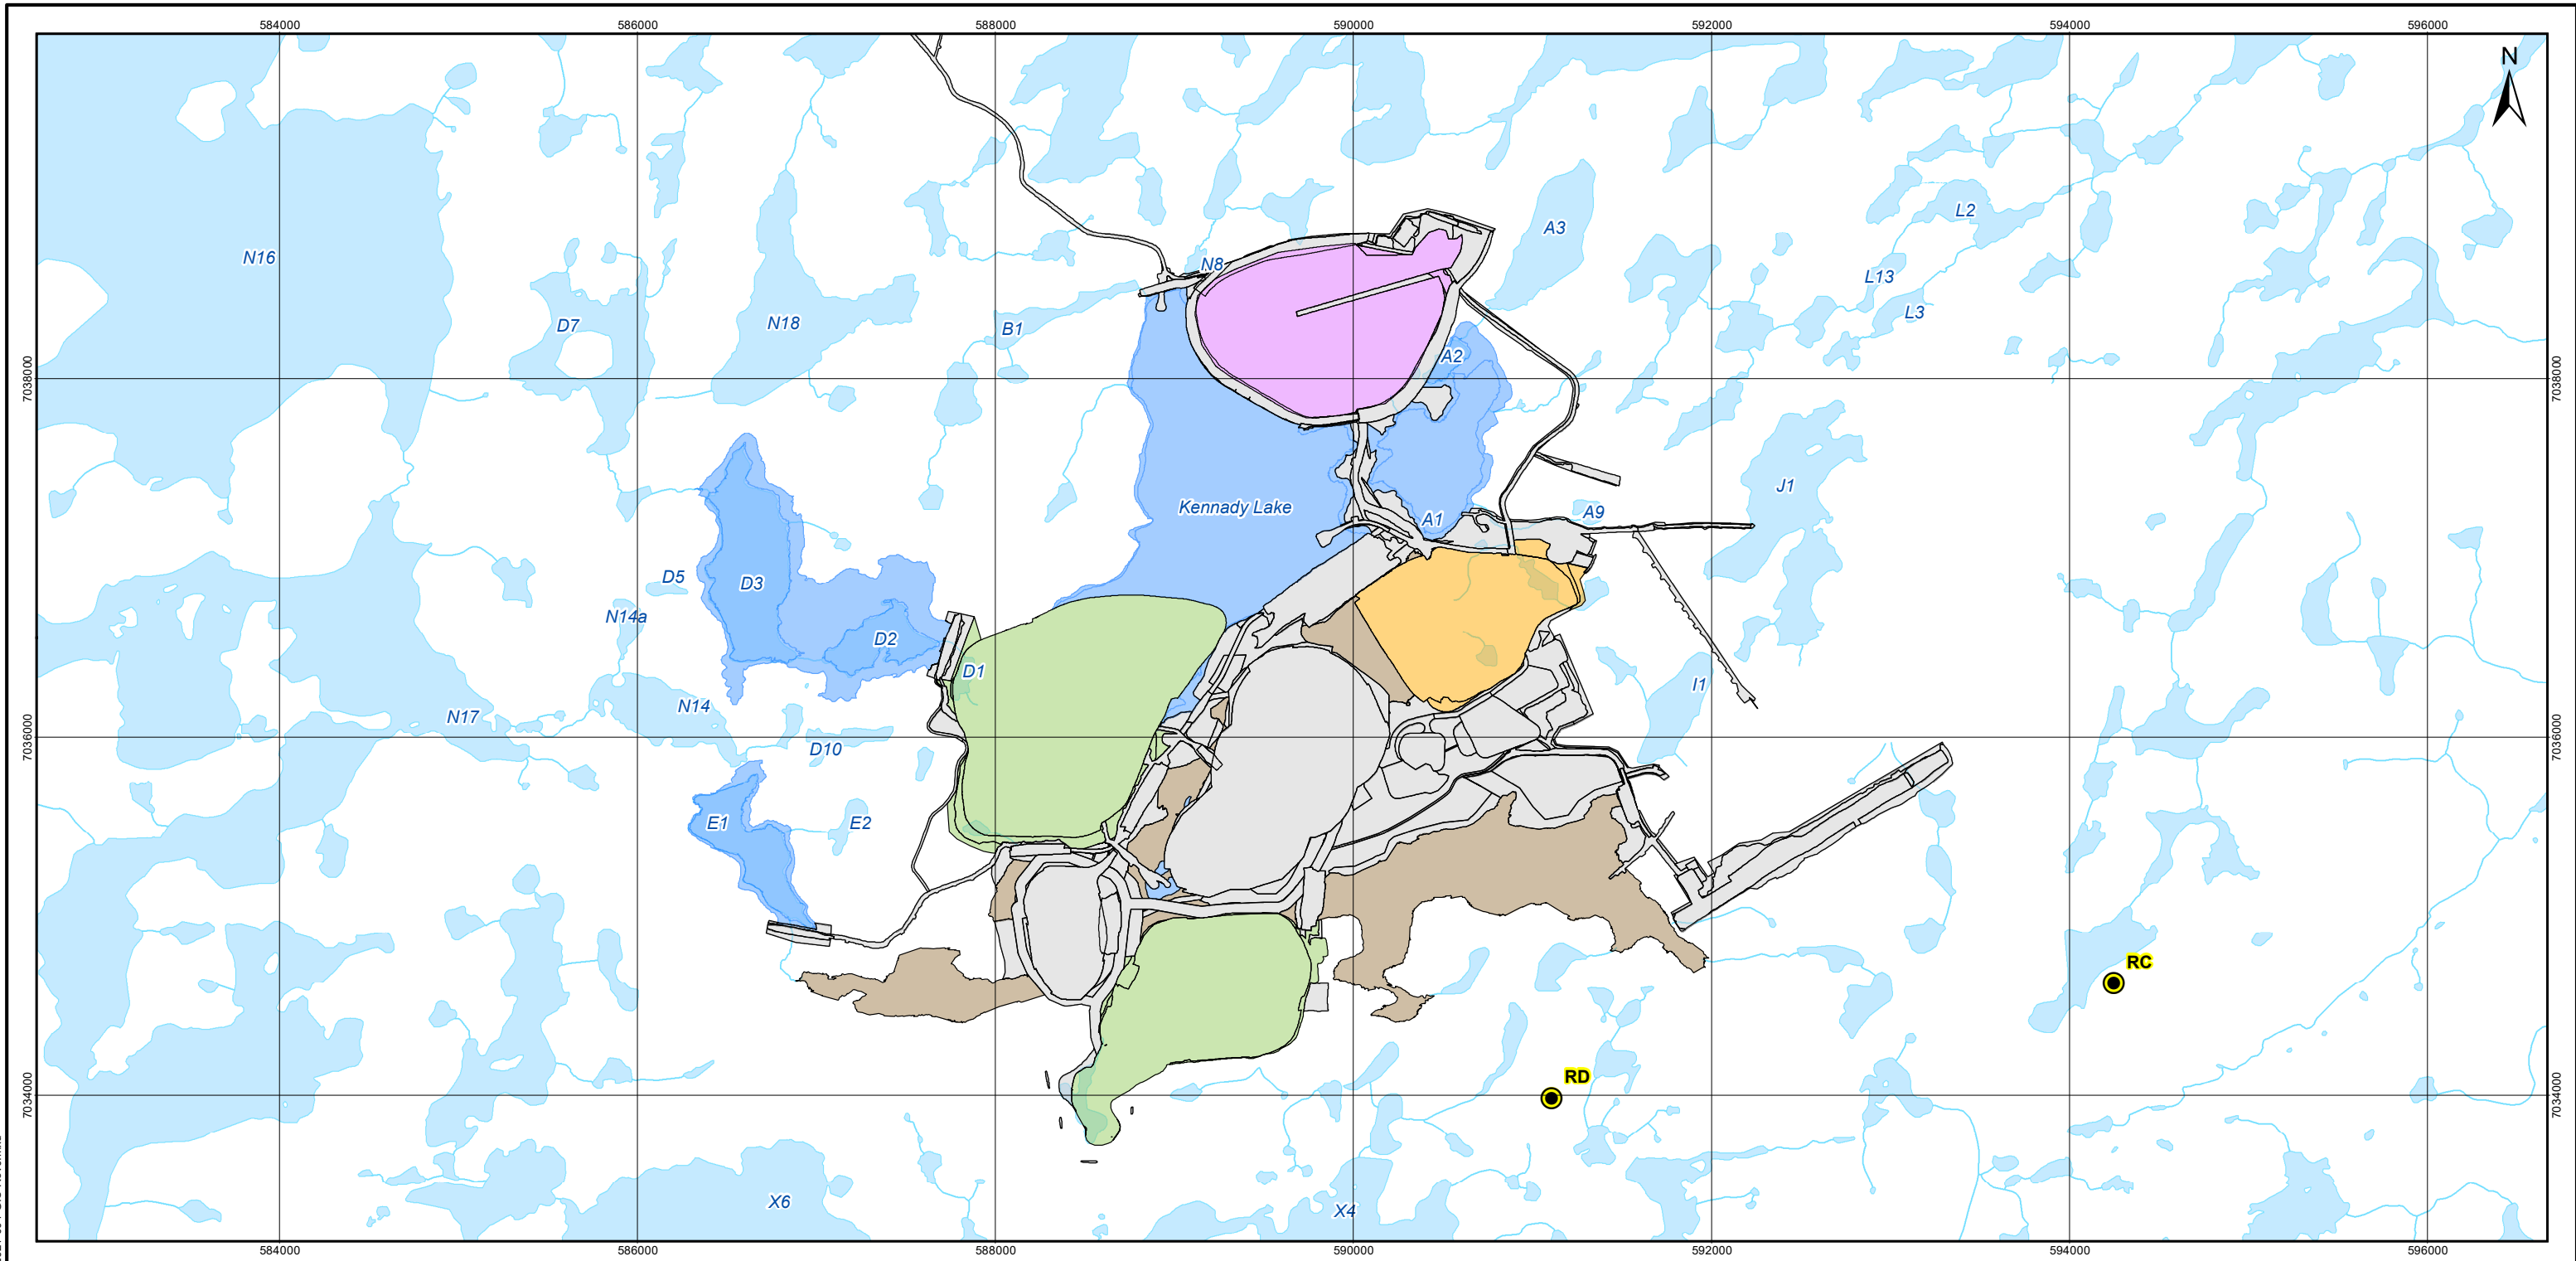 584000 586000 588000 590000 592000 594000 596000
N
L2
A3
N16
N8
L13
L3
N18
D7
B1
A2
7038000 7038000
J1
Kennady Lake
A9
A1
D5
D3
N14a
D2
D1
I1
N14
N17
7036000 7036000
D10
E1
E2
RC
RD
7034000 7034000
X6
X4
584000 586000 588000 590000 592000 594000 596000